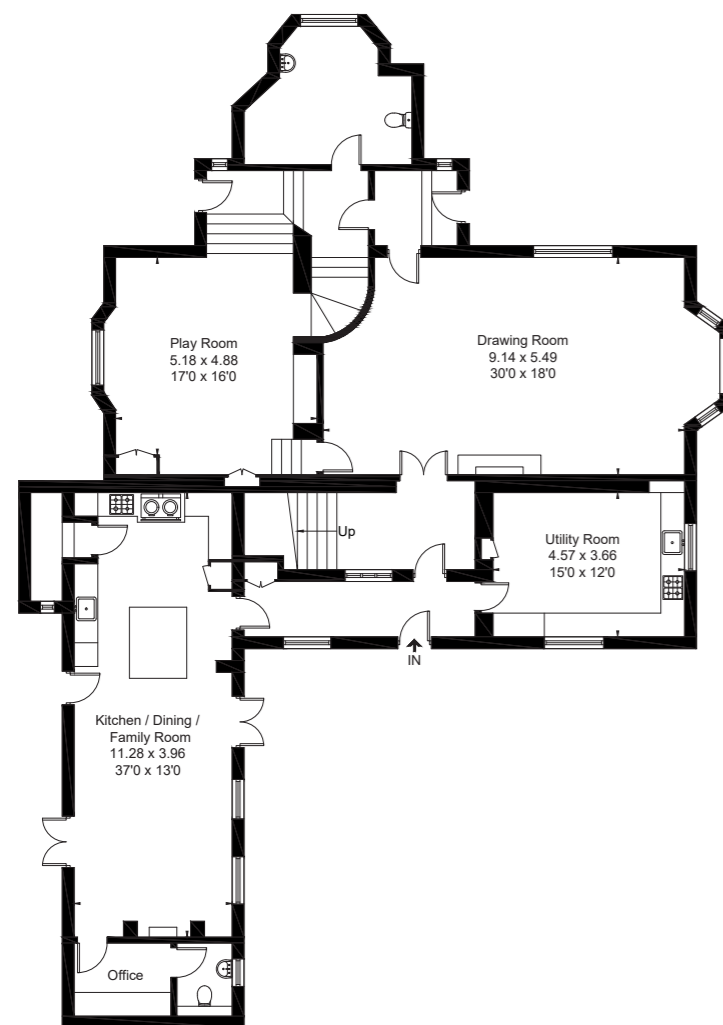 Play Room
5.18 x 4.88
17'0 x 16'0
Drawing Room
9.14 x 5.49
30'0 x 18'0
Up
Utility Room
4.57 x 3.66
15'0 x 12'0
IN
Kitchen / Dining /
Family Room
11.28 x 3.96
37'0 x 13'0
Office